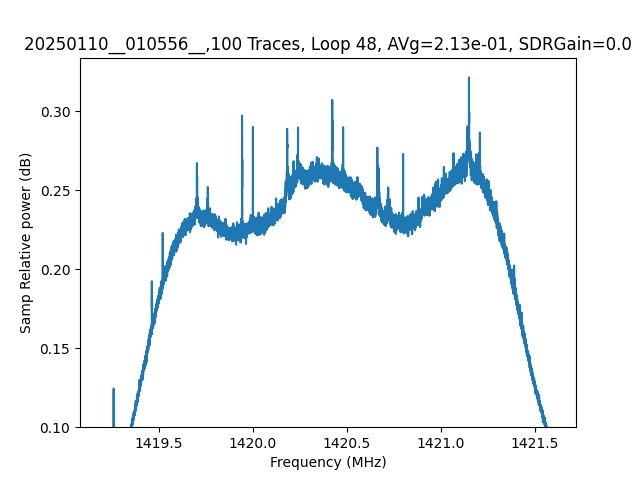 20250110__010556__,100 Traces, Loop 48, AVg=2.13e-01, SDRGain=0.0
Samp Relative power (dB)
0.30
0.25
0.20
0.15
0.10
1419.5 1420.0 1420.5 1421.0 1421.5
Frequency (MHz)